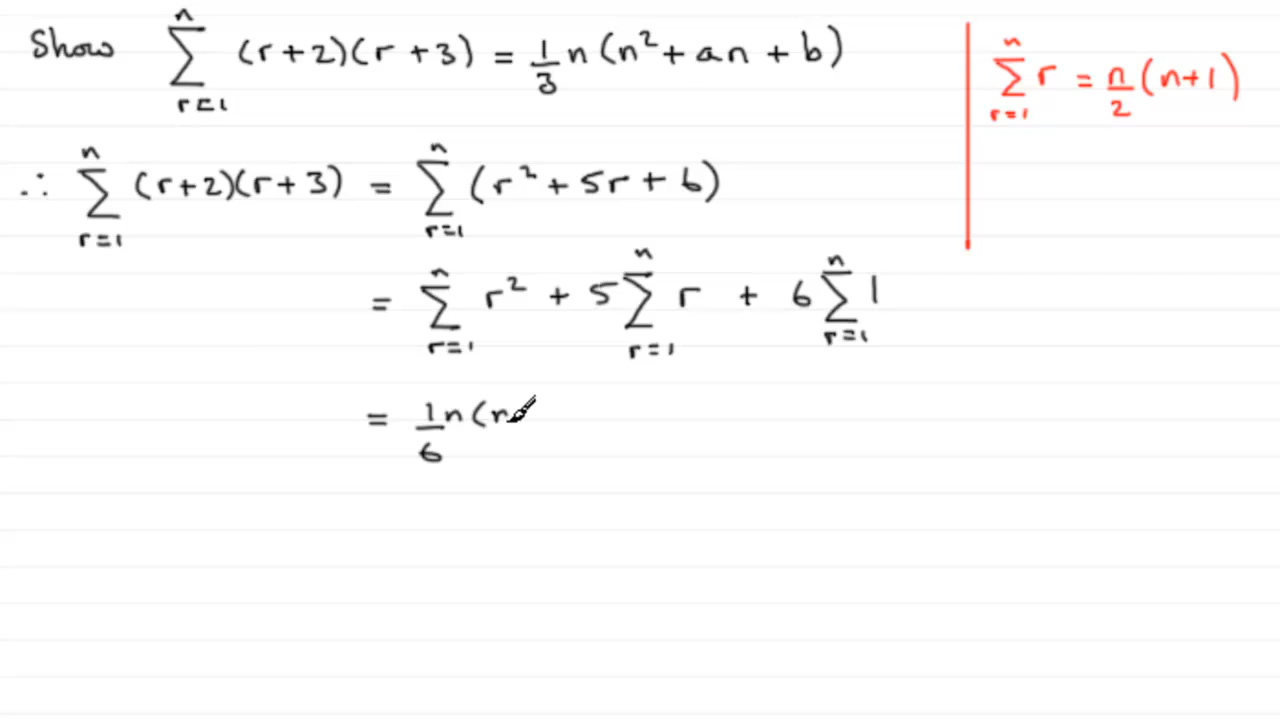 Show ∑_{r=1}^{n} (r+2)(r+3) = 1/3 n (n² + an + b)
∑_{r=1}^{n} r = n/2 (n+1)
∴ ∑_{r=1}^{n} (r+2)(r+3) = ∑_{r=1}^{n} (r² + 5r + 6)
= ∑_{r=1}^{n} r² + 5 ∑_{r=1}^{n} r + 6 ∑_{r=1}^{n} 1
= 1/6 n (n